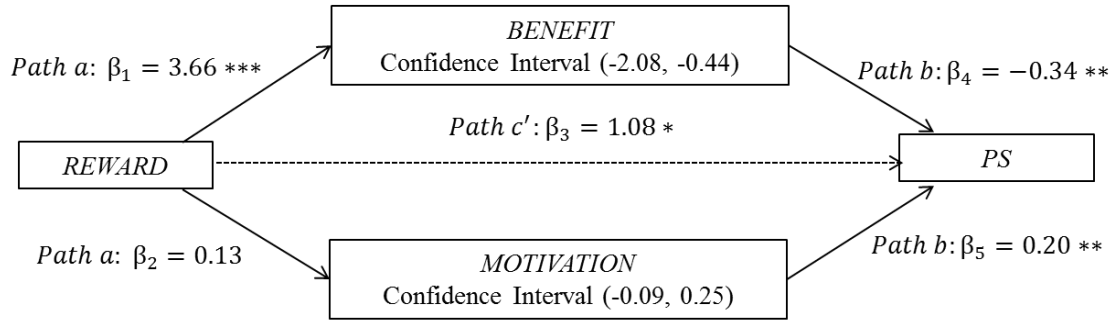 BENEFIT
Confidence Interval (-2.08, -0.44)
Path a: β₁ = 3.66 ***
Path b: β₄ = −0.34 **
Path c′: β₃ = 1.08 *
REWARD
PS
Path a: β₂ = 0.13
Path b: β₅ = 0.20 **
MOTIVATION
Confidence Interval (-0.09, 0.25)